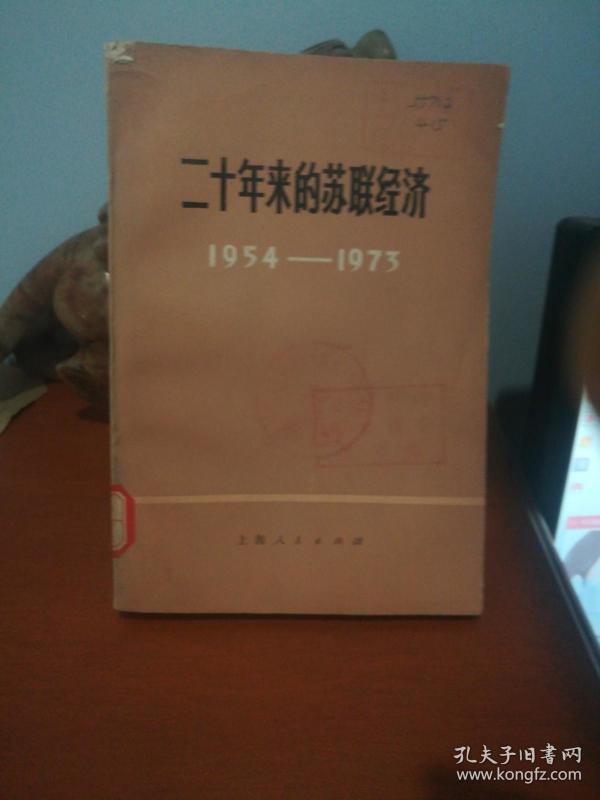 二十年来的苏联经济
1954—1973
上海人民出版社
孔夫子旧书网
www.kongfz.com